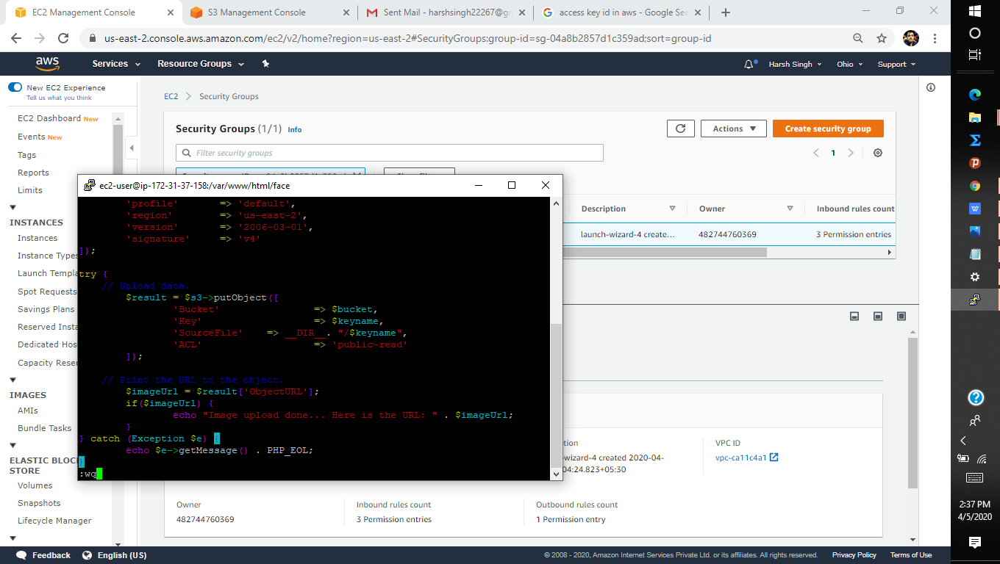 EC2 Management Console
S3 Management Console
Sent Mail - harshsingh22267@g
access key id in aws - Google Sea
us-east-2.console.aws.amazon.com/ec2/v2/home?region=us-east-2#SecurityGroups:group-id=sg-04a8b2857d1c359ad;sort=group-id
aws
Services
Resource Groups
Harsh Singh
Ohio
Support
New EC2 Experience
Tell us what you think
EC2 Dashboard New
Events New
Tags
Reports
Limits
INSTANCES
Instances
Instance Types
Launch Templa
Spot Requests
Savings Plans
Reserved Insta
Dedicated Hos
Capacity Reser
IMAGES
AMIs
Bundle Tasks
ELASTIC BLOC
STORE
Volumes
Snapshots
Lifecycle Manager
EC2 > Security Groups
Security Groups (1/1) Info
Actions
Create security group
Filter security groups
1
Description
Owner
Inbound rules count
launch-wizard-4 create...
482744760369
3 Permission entries
ec2-user@ip-172-31-37-158:/var/www/html/face
'profile' => 'default',
'region' => 'us-east-2',
'version' => '2006-03-01',
'signature' => 'v4'
]);
try {
// Upload data.
$result = $s3->putObject([
'Bucket' => $bucket,
'Key' => $keyname,
'SourceFile' => __DIR__. "/$keyname",
'ACL' => 'public-read'
]);
// Print the URL to the object.
$imageUrl = $result['ObjectURL'];
if($imageUrl) {
echo "Image upload done... Here is the URL: " . $imageUrl;
}
} catch (Exception $e) {
echo $e->getMessage() . PHP_EOL;
}
:wq
tion
wizard-4 created 2020-04-
04:24.823+05:30
VPC ID
vpc-ca11c4a1
Owner
482744760369
Inbound rules count
3 Permission entries
Outbound rules count
1 Permission entry
Feedback
English (US)
© 2008 - 2020, Amazon Internet Services Private Ltd. or its affiliates. All rights reserved.
Privacy Policy
Terms of Use
2:37 PM
4/5/2020